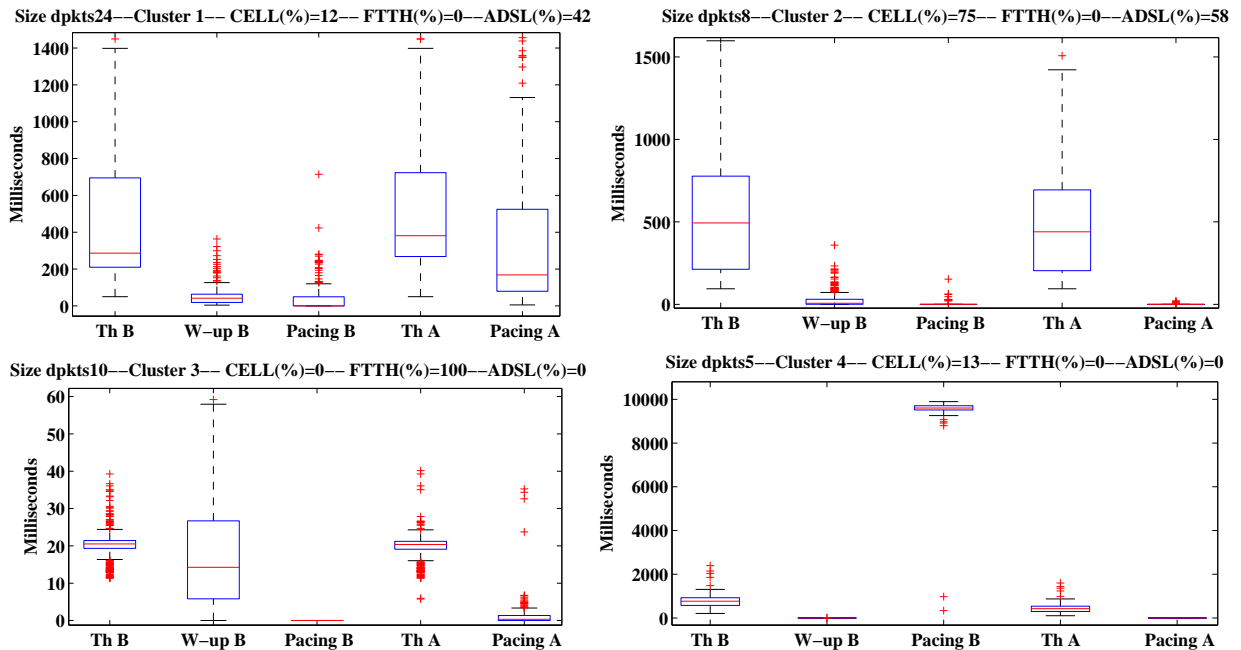 Size dpkts24−−Cluster 1−− CELL(%)=12−− FTTH(%)=0−−ADSL(%)=42
Milliseconds
1400
1200
1000
800
600
400
200
0
Th B W−up B Pacing B Th A Pacing A
Size dpkts8−−Cluster 2−− CELL(%)=75−− FTTH(%)=0−−ADSL(%)=58
Milliseconds
1500
1000
500
0
Th B W−up B Pacing B Th A Pacing A
Size dpkts10−−Cluster 3−− CELL(%)=0−− FTTH(%)=100−−ADSL(%)=0
Milliseconds
60
50
40
30
20
10
0
Th B W−up B Pacing B Th A Pacing A
Size dpkts5−−Cluster 4−− CELL(%)=13−− FTTH(%)=0−−ADSL(%)=0
Milliseconds
10000
8000
6000
4000
2000
0
Th B W−up B Pacing B Th A Pacing A